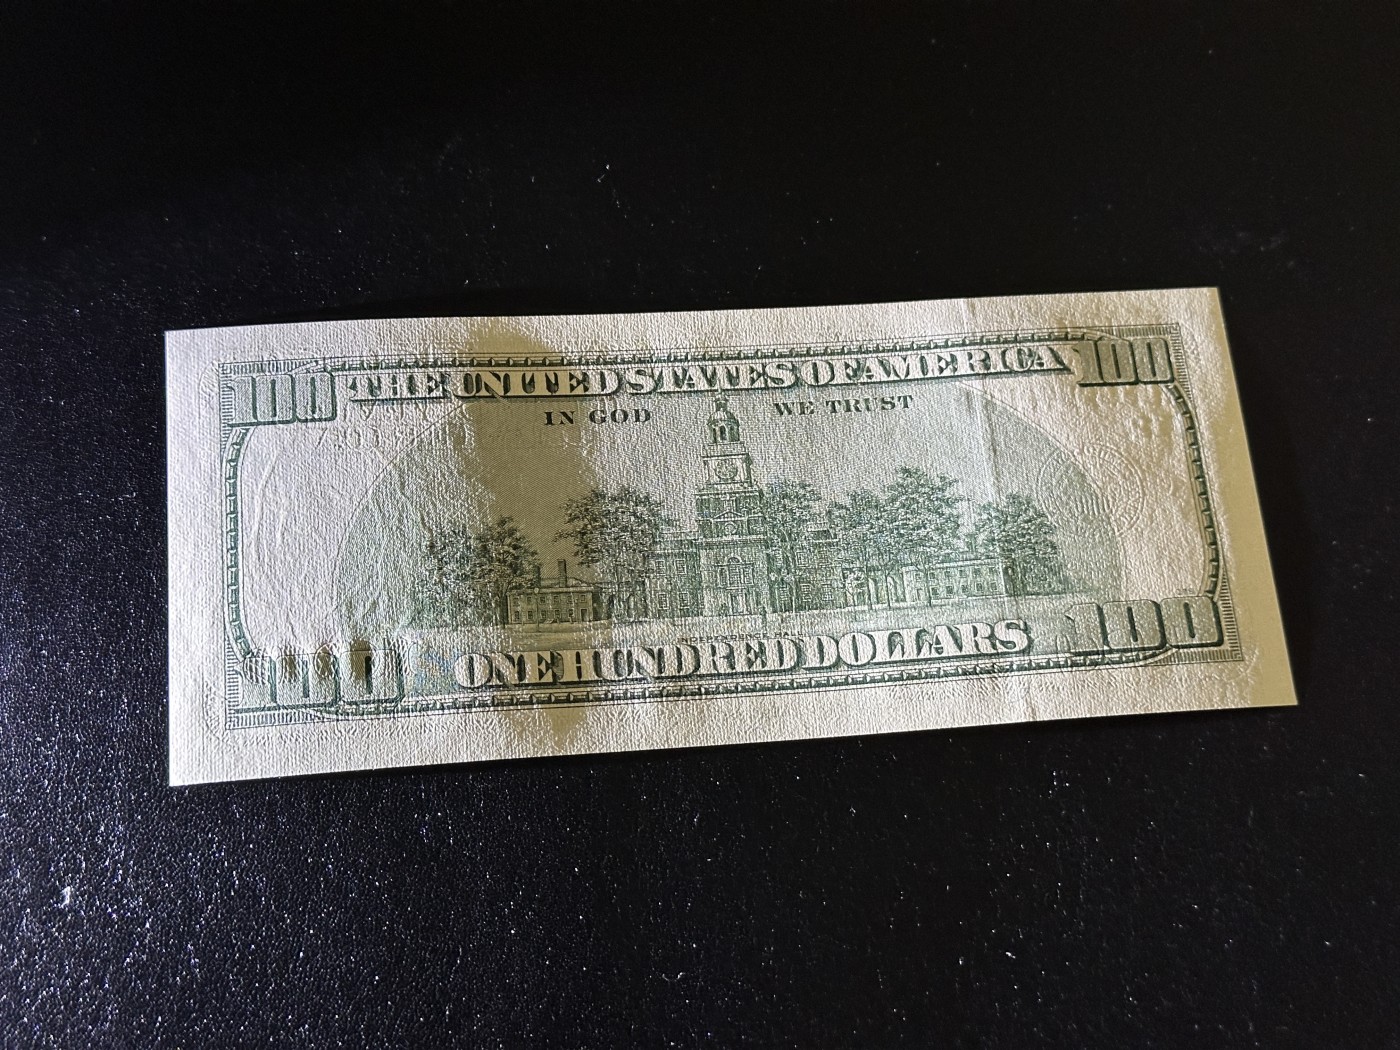 100 THE UNITED STATES OF AMERICA 100
IN GOD WE TRUST
100 ONE HUNDRED DOLLARS 100